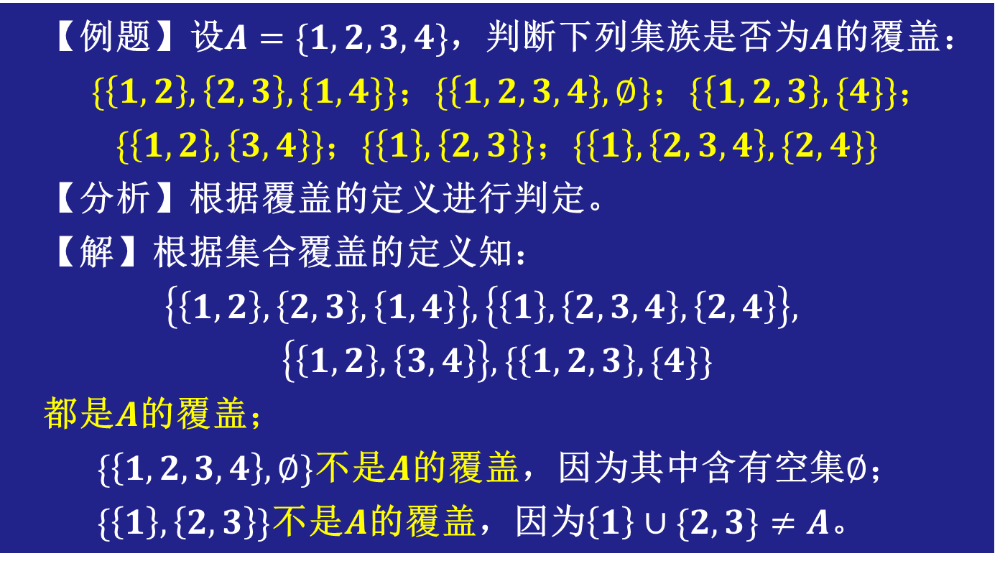 【例题】设A = {1, 2, 3, 4}，判断下列集族是否为A的覆盖：
{{1, 2}, {2, 3}, {1, 4}}；{{1, 2, 3, 4}, ∅}；{{1, 2, 3}, {4}}；
{{1, 2}, {3, 4}}；{{1}, {2, 3}}；{{1}, {2, 3, 4}, {2, 4}}
【分析】根据覆盖的定义进行判定。
【解】根据集合覆盖的定义知：
{{1, 2}, {2, 3}, {1, 4}}, {{1}, {2, 3, 4}, {2, 4}},
{{1, 2}, {3, 4}}, {{1, 2, 3}, {4}}
都是A的覆盖；
{{1, 2, 3, 4}, ∅}不是A的覆盖，因为其中含有空集∅；
{{1}, {2, 3}}不是A的覆盖，因为{1} ∪ {2, 3} ≠ A。